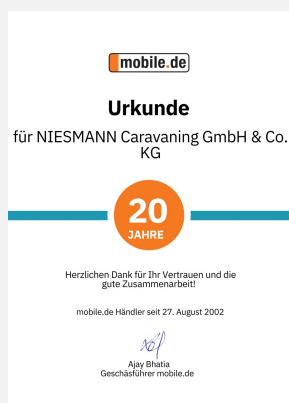 mobile.de
Urkunde
für NIESMANN Caravaning GmbH & Co.
KG
20
JAHRE
Herzlichen Dank für Ihr Vertrauen und die
gute Zusammenarbeit!
mobile.de Händler seit 27. August 2002
Ajay Bhatia
Geschäsführer mobile.de